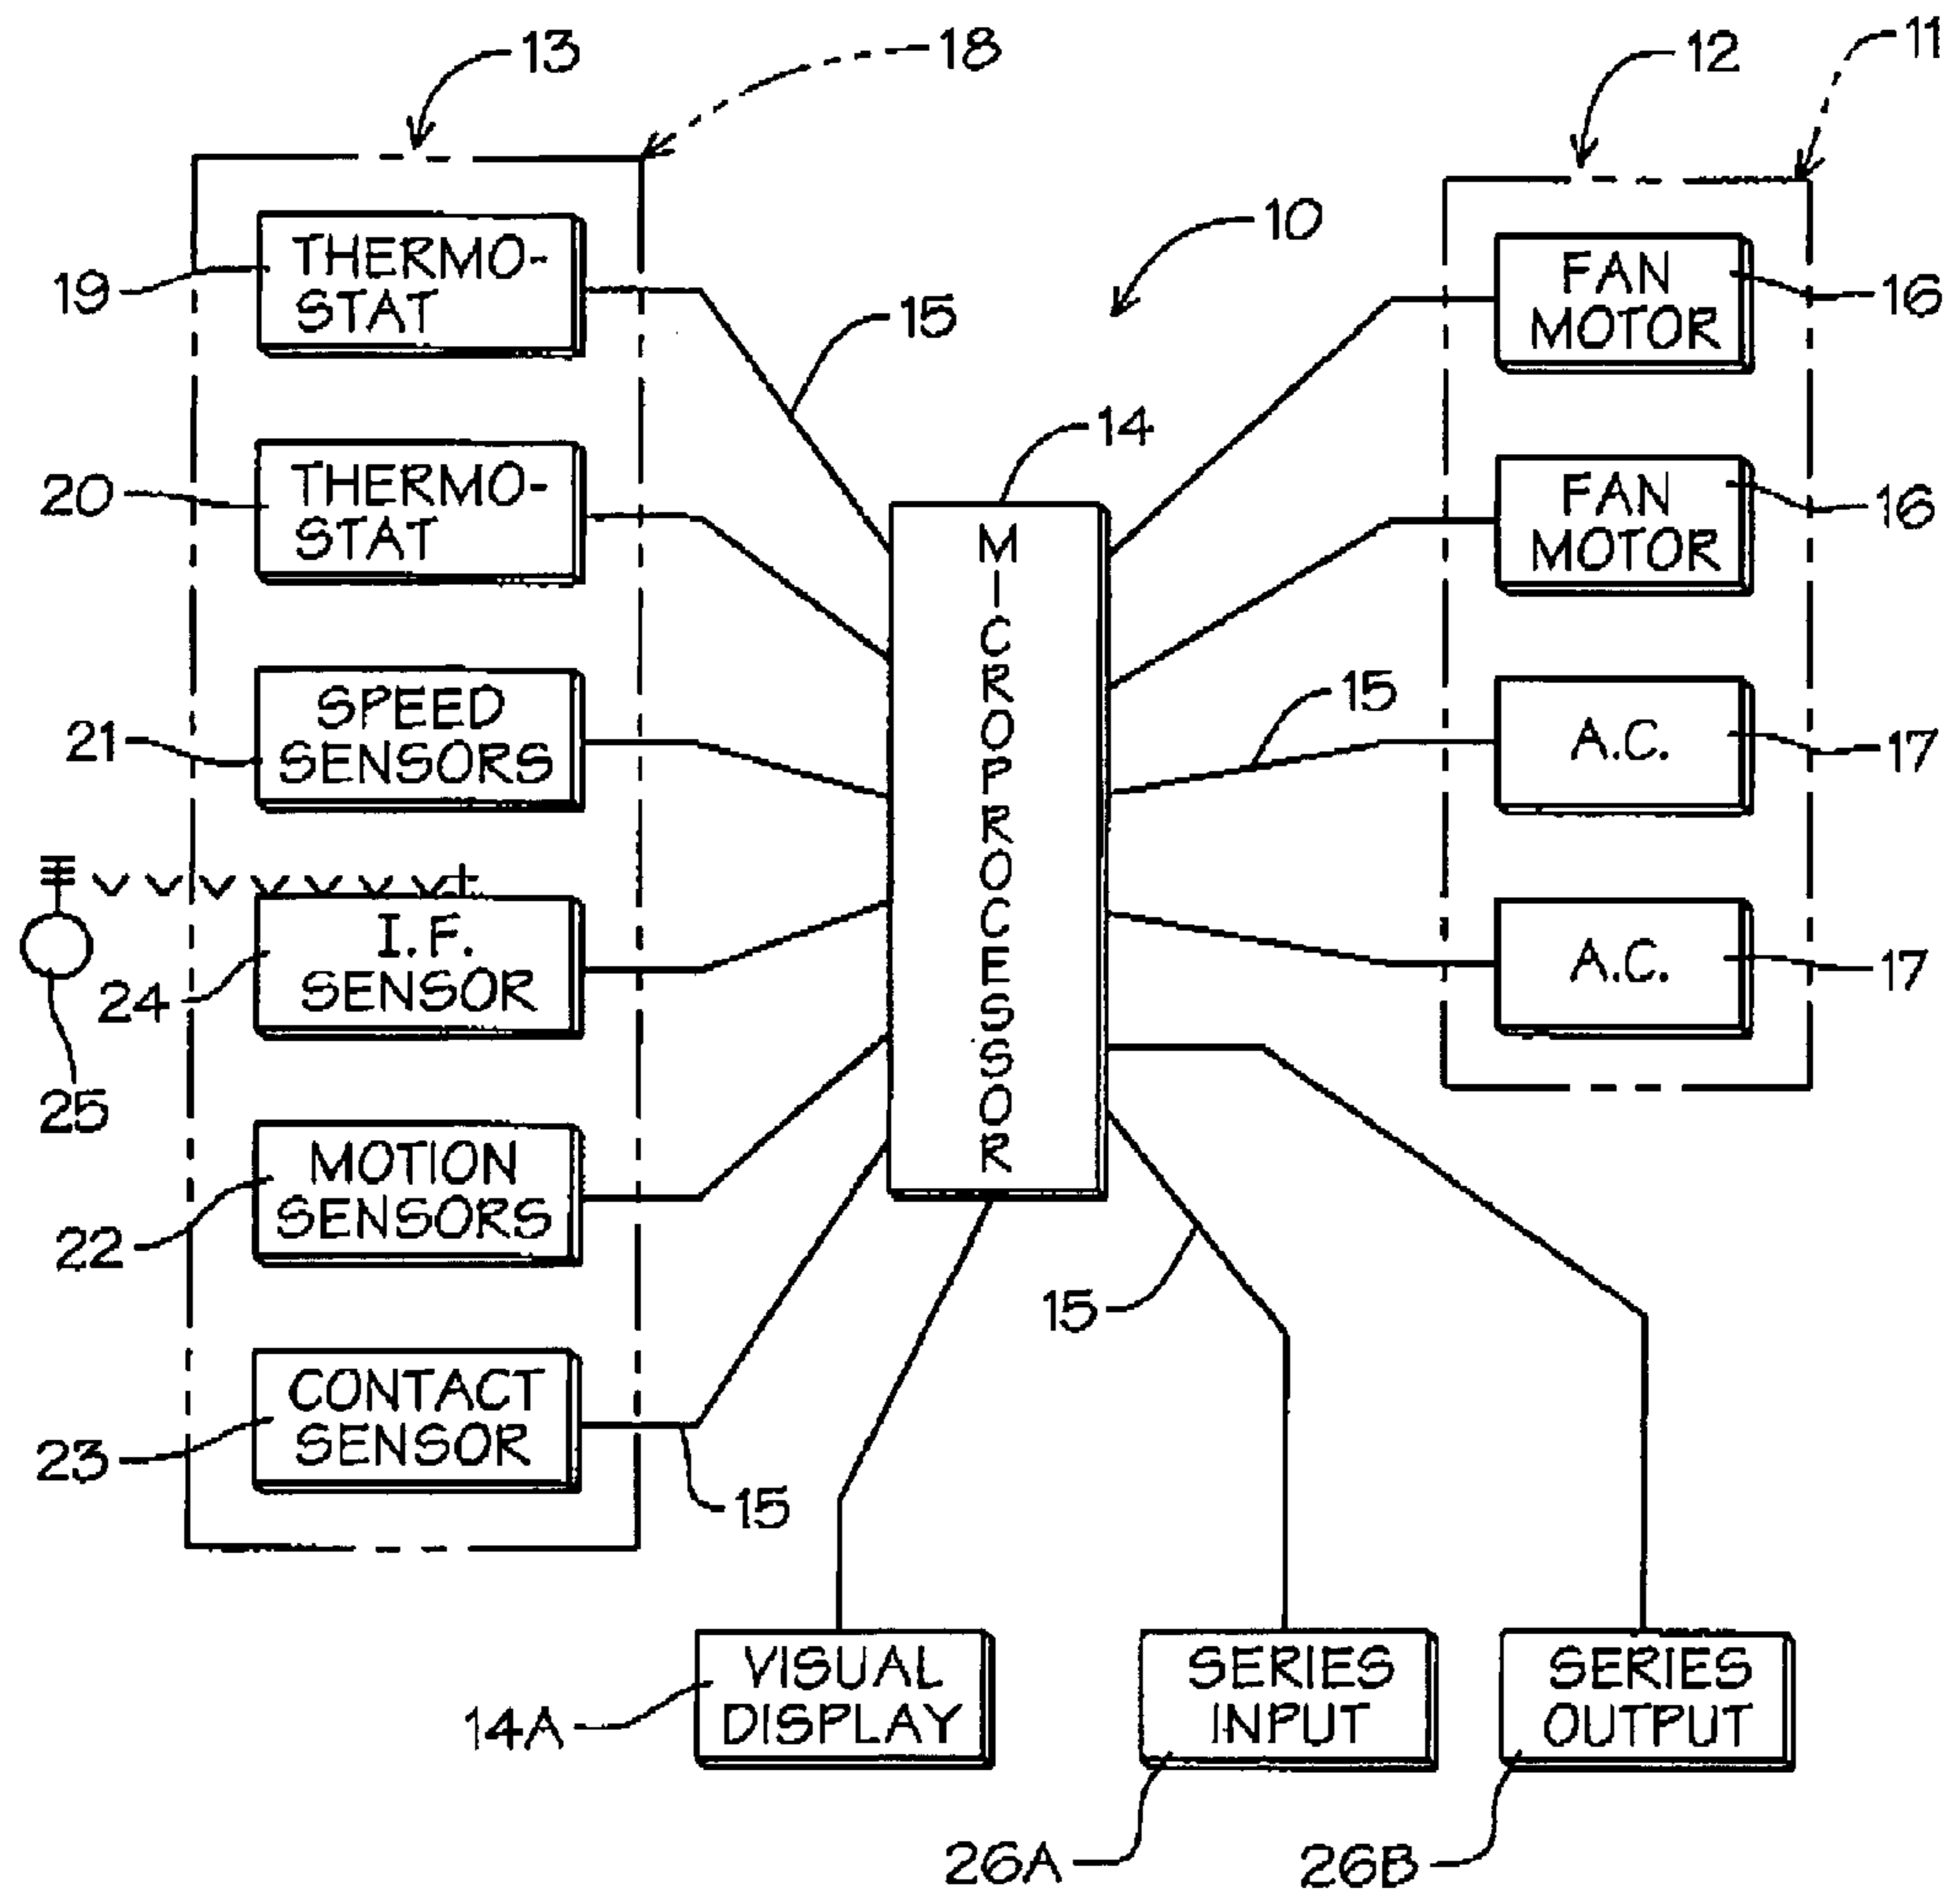 13
18
12
11
10
THERMO-
STAT
19
15
FAN
MOTOR
16
14
THERMO-
STAT
20
FAN
MOTOR
16
MICROPROCESSOR
SPEED
SENSORS
21
15
A.C.
17
I.F.
SENSOR
24
25
A.C.
17
MOTION
SENSORS
22
15
CONTACT
SENSOR
23
15
VISUAL
DISPLAY
14A
SERIES
INPUT
26A
SERIES
OUTPUT
26B